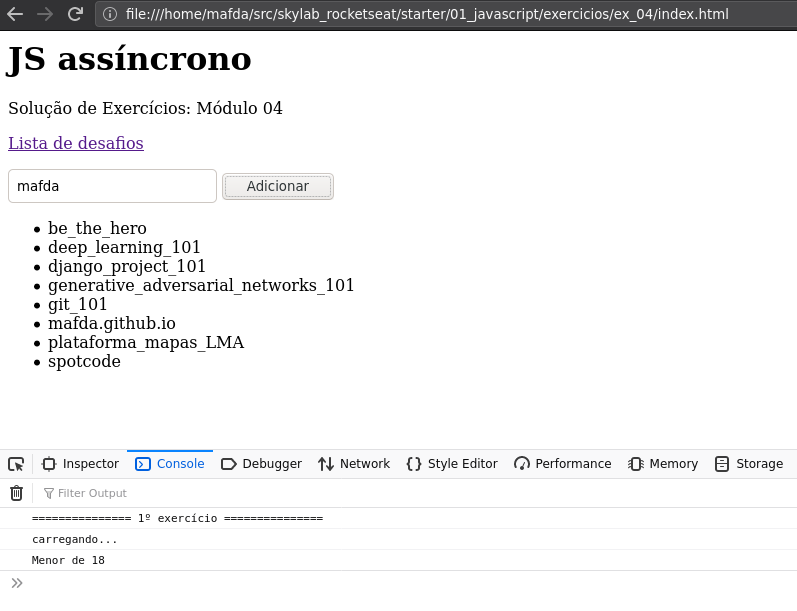 file:///home/mafda/src/skylab_rocketseat/starter/01_javascript/exercicios/ex_04/index.html
JS assíncrono
Solução de Exercícios: Módulo 04
Lista de desafios
mafda Adicionar
be_the_hero
deep_learning_101
django_project_101
generative_adversarial_networks_101
git_101
mafda.github.io
plataforma_mapas_LMA
spotcode
Inspector Console Debugger Network Style Editor Performance Memory Storage
Filter Output
=============== 1º exercício ===============
carregando...
Menor de 18